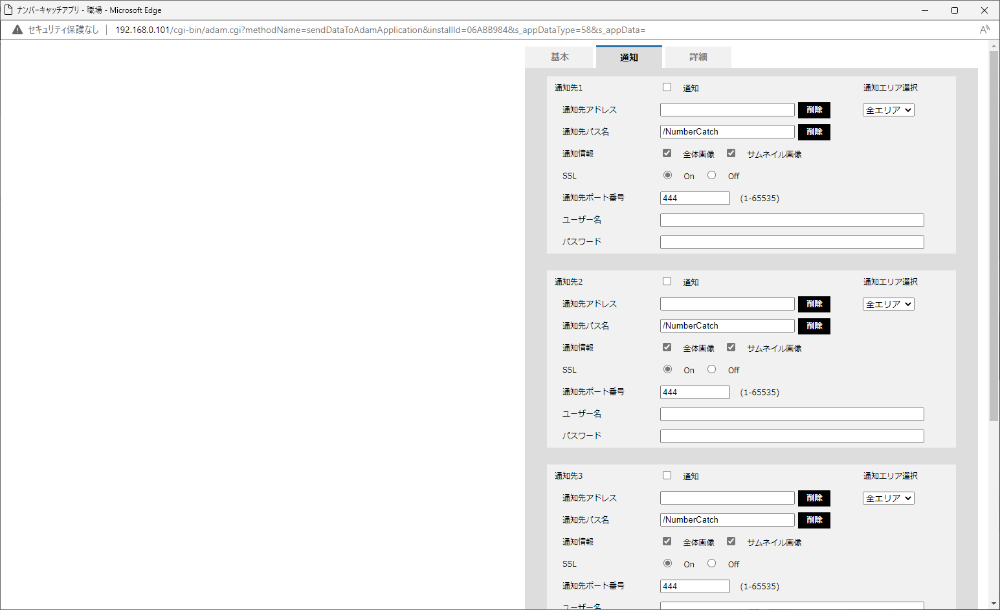 ナンバーキャッチアプリ - 職場 - Microsoft Edge
セキュリティ保護なし 192.168.0.101/cgi-bin/adam.cgi?methodName=sendDataToAdamApplication&installId=06ABB984&s_appDataType=58&s_appData=
基本 通知 詳細
通知先1 通知 通知エリア選択
通知先アドレス 削除 全エリア
通知先パス名 /NumberCatch 削除
通知情報 全体画像 サムネイル画像
SSL On Off
通知先ポート番号 444 (1-65535)
ユーザー名
パスワード
通知先2 通知 通知エリア選択
通知先アドレス 削除 全エリア
通知先パス名 /NumberCatch 削除
通知情報 全体画像 サムネイル画像
SSL On Off
通知先ポート番号 444 (1-65535)
ユーザー名
パスワード
通知先3 通知 通知エリア選択
通知先アドレス 削除 全エリア
通知先パス名 /NumberCatch 削除
通知情報 全体画像 サムネイル画像
SSL On Off
通知先ポート番号 444 (1-65535)
ユーザー名